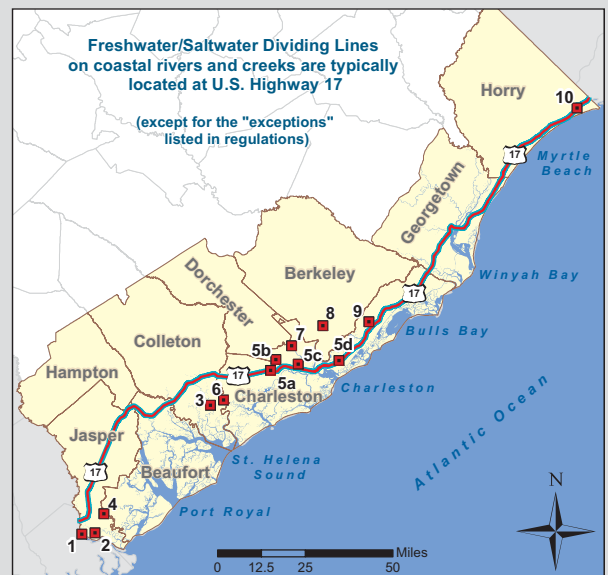 Freshwater/Saltwater Dividing Lines
on coastal rivers and creeks are typically
located at U.S. Highway 17
(except for the "exceptions"
listed in regulations)
Horry
10
17
Myrtle
Beach
Georgetown
Winyah Bay
Berkeley
17
Dorchester
8
9
Bulls Bay
7
Colleton
5b
5c
5d
Hampton
17
5a
Charleston
3
6
Charleston
Jasper
Atlantic Ocean
Beaufort
St. Helena
Sound
17
4
Port Royal
1
2
N
Miles
0
12.5
25
50